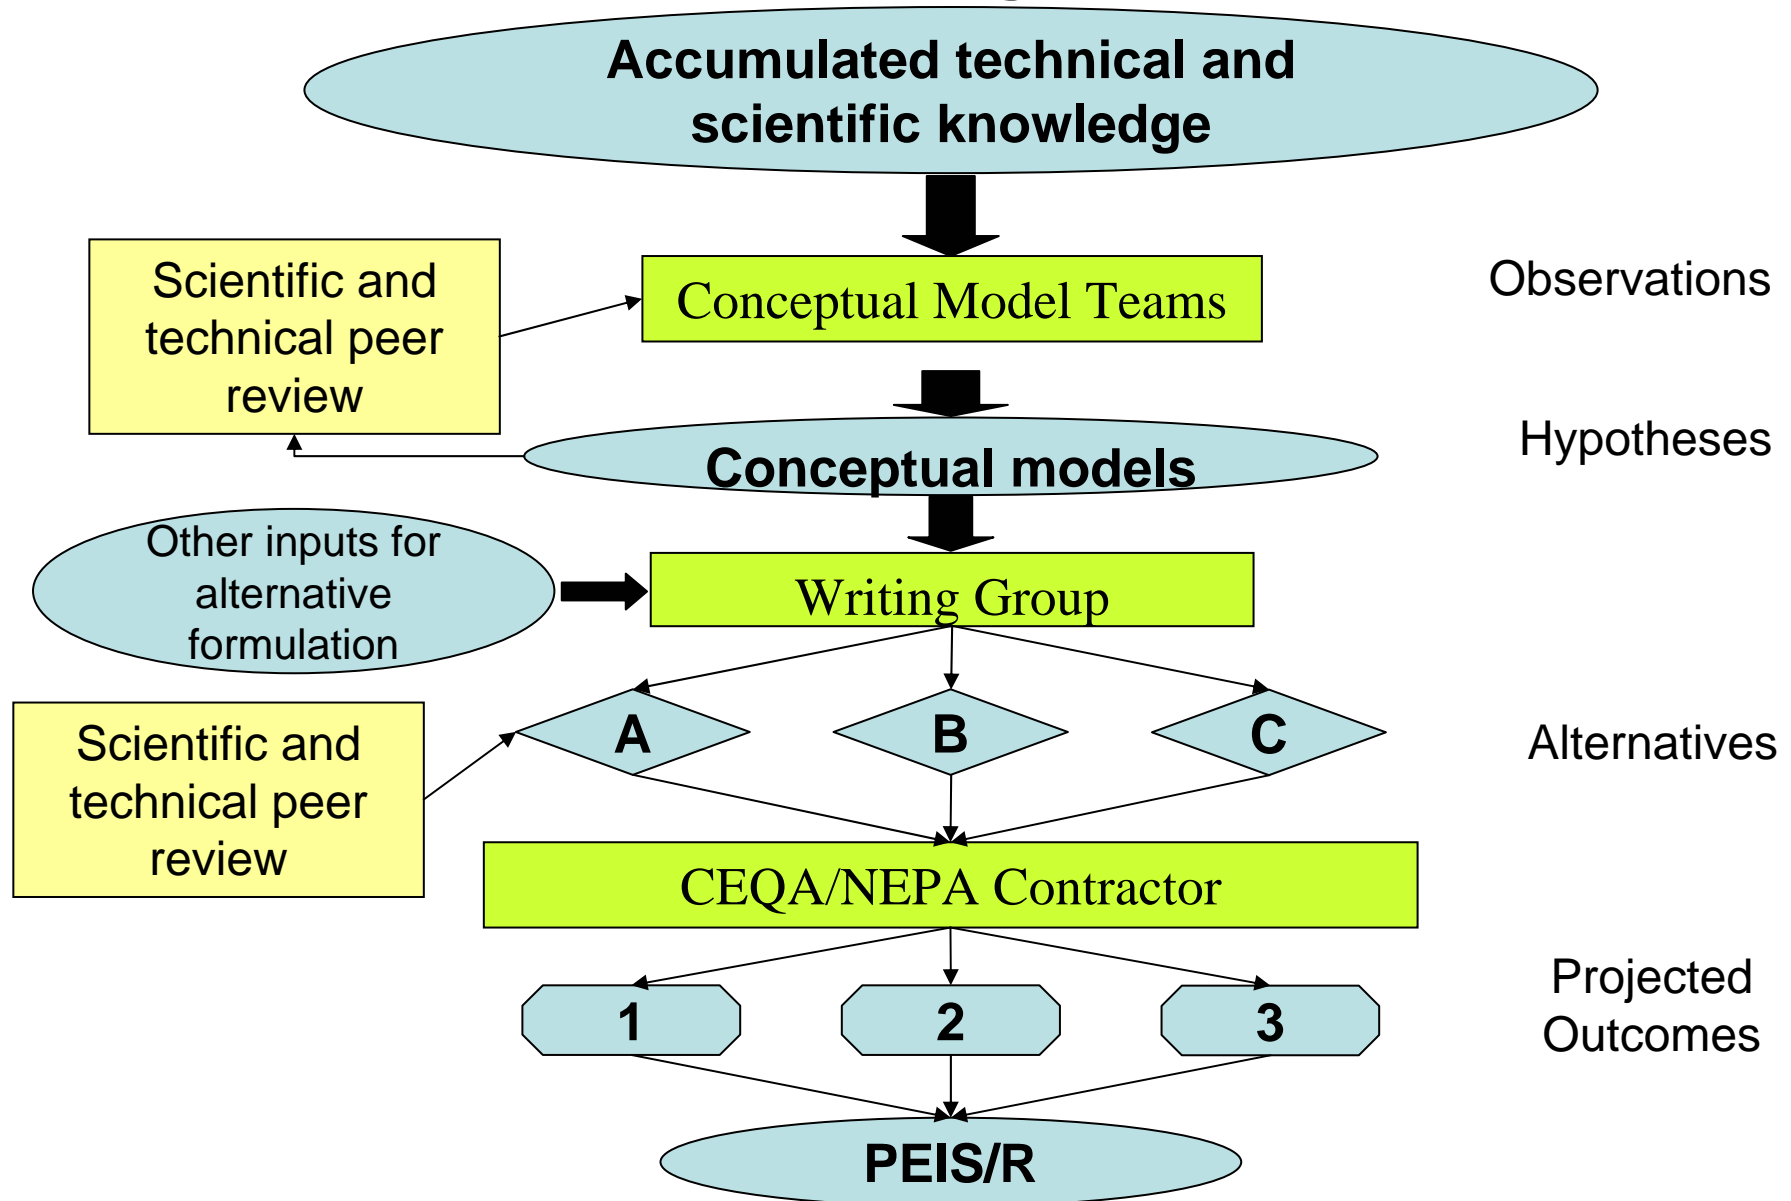 Accumulated technical and
scientific knowledge
Scientific and
technical peer
review
Conceptual Model Teams
Observations
Conceptual models
Hypotheses
Other inputs for
alternative
formulation
Writing Group
Scientific and
technical peer
review
A
B
C
Alternatives
CEQA/NEPA Contractor
1
2
3
Projected
Outcomes
PEIS/R